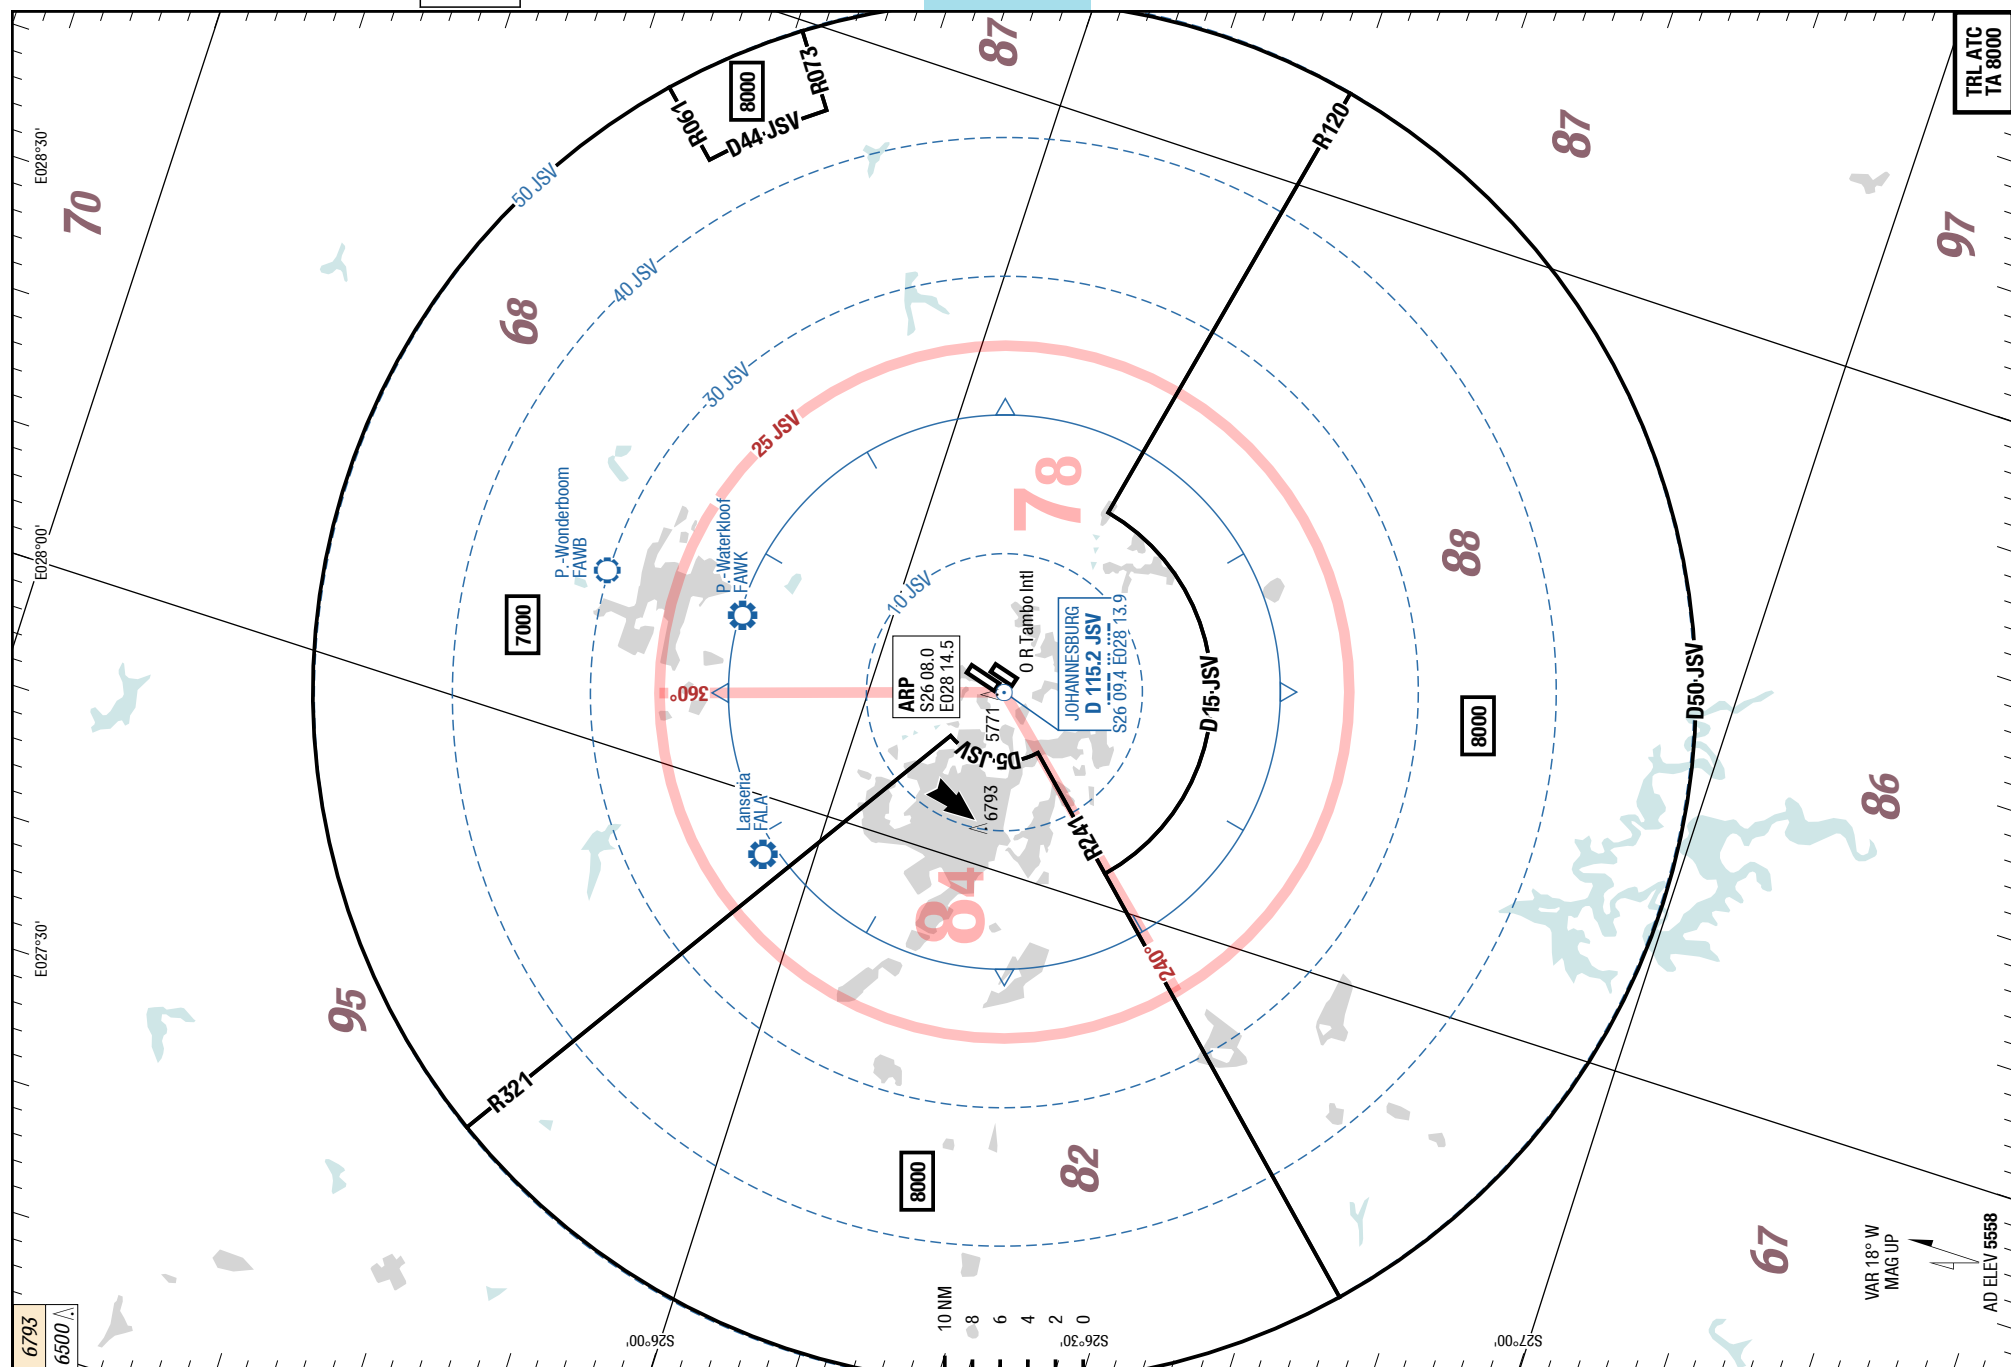 TRL ATC
TA 8000
E028°30'
E028°00'
E027°30'
70
87
87
97
68
95
82
88
86
67
R061
8000
R073
D44 JSV
R120
50 JSV
40 JSV
30 JSV
25 JSV
10 JSV
P.-Wonderboom
FAWB
P.-Waterkloof
FAWK
Lanseria
FALA
7000
360°
78
84
ARP
S26 08.0
E028 14.5
O R Tambo Intl
JOHANNESBURG
D 115.2 JSV
S26 09.4 E028 13.9
5771
D5 JSV
6793
R241
240°
R321
D15 JSV
8000
8000
D50 JSV
10 NM
8
6
4
2
0
S26°00'
S26°30'
S27°00'
VAR 18° W
MAG UP
AD ELEV 5558
6793
6500